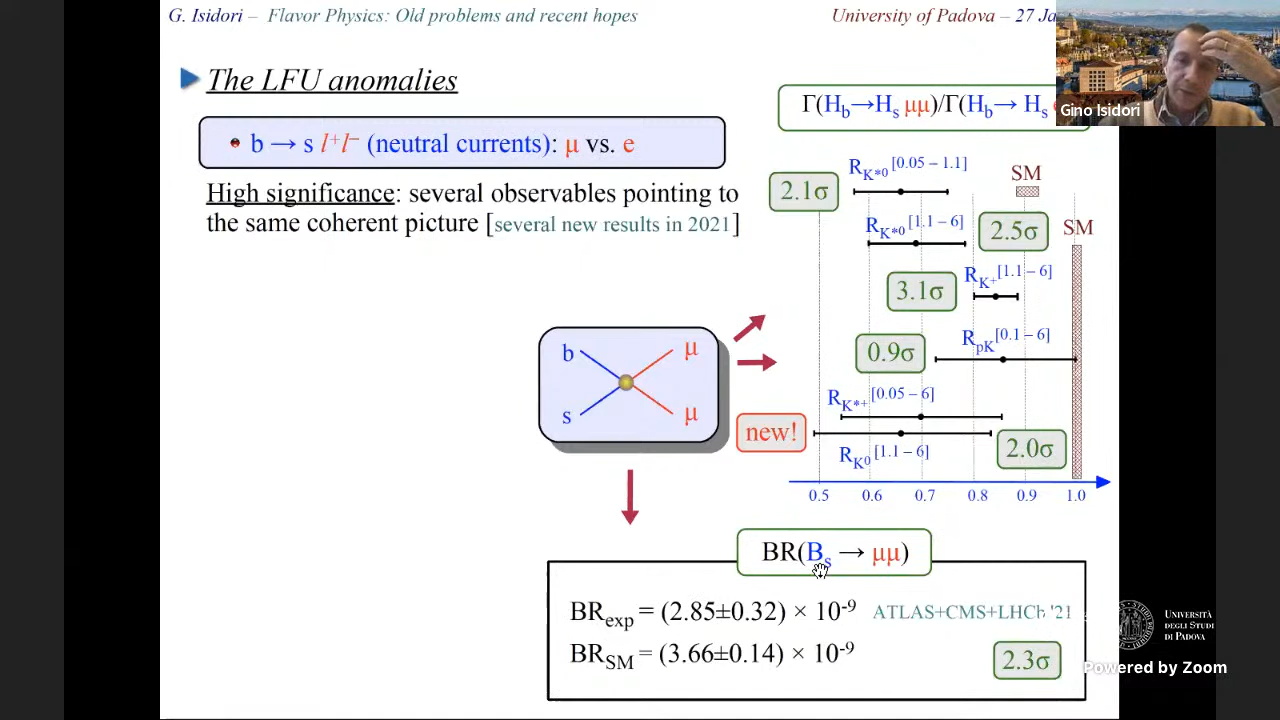 G. Isidori – Flavor Physics: Old problems and recent hopes
University of Padova – 27 Ja
Gino Isidori
The LFU anomalies
Γ(H_b→H_s μμ)/Γ(H_b→ H_s
b → s l⁺l⁻ (neutral currents): μ vs. e
High significance: several observables pointing to
the same coherent picture [several new results in 2021]
2.1σ
R_K*0 [0.05 – 1.1]
SM
R_K*0 [1.1 – 6]
2.5σ
SM
3.1σ
R_K+ [1.1 – 6]
0.9σ
R_pK [0.1 – 6]
R_K*+ [0.05 – 6]
new!
R_K0 [1.1 – 6]
2.0σ
0.5 0.6 0.7 0.8 0.9 1.0
b
μ
s
μ
BR(B_s → μμ)
BR_exp = (2.85±0.32) × 10⁻⁹ ATLAS+CMS+LHCb '21
BR_SM = (3.66±0.14) × 10⁻⁹
2.3σ
UNIVERSITÀ
DEGLI STUDI
DI PADOVA
Powered by Zoom